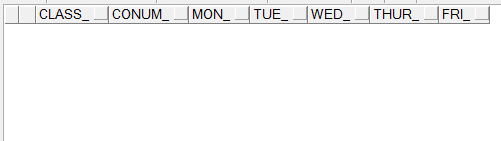 CLASS_ CONUM_ MON_ TUE_ WED_ THUR_ FRI_